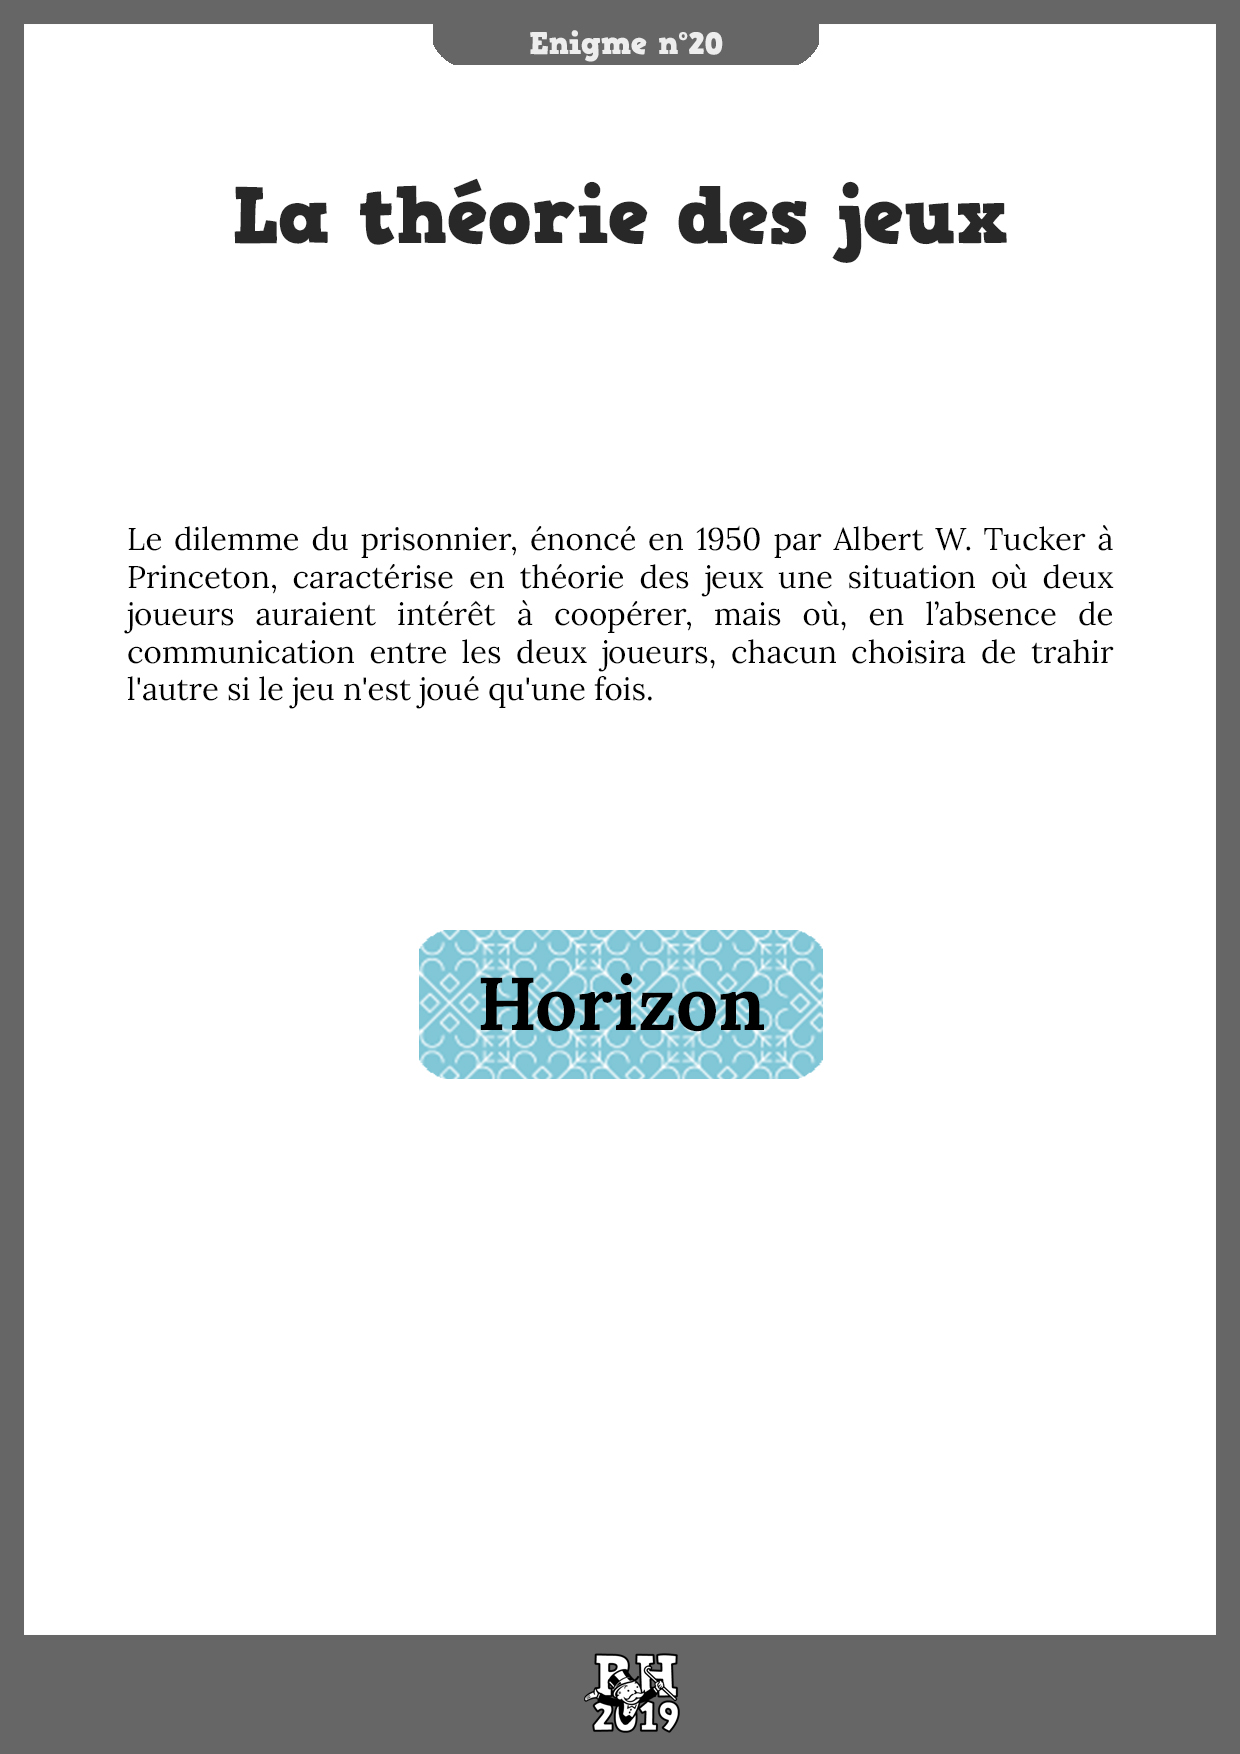 Enigme n°20
La théorie des jeux
Le dilemme du prisonnier, énoncé en 1950 par Albert W. Tucker à
Princeton, caractérise en théorie des jeux une situation où deux
joueurs auraient intérêt à coopérer, mais où, en l’absence de
communication entre les deux joueurs, chacun choisira de trahir
l'autre si le jeu n'est joué qu'une fois.
Horizon
2019